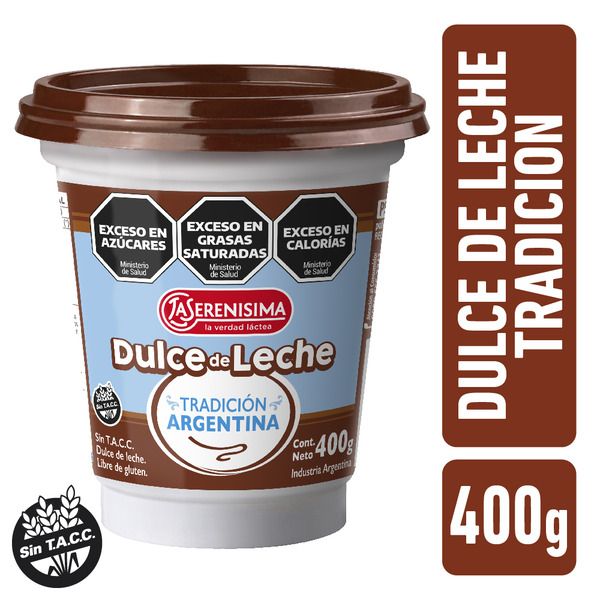 EXCESO EN
AZÚCARES
Ministerio
de Salud
EXCESO EN
GRASAS
SATURADAS
Ministerio
de Salud
EXCESO EN
CALORÍAS
Ministerio
de Salud
LASERENISIMA
la verdad láctea
Dulce de Leche
TRADICIÓN
ARGENTINA
Sin T.A.C.C.
Sin T.A.C.C.
Dulce de leche.
Libre de gluten.
Cont.
Neto 400g
Industria Argentina
Sin T.A.C.C.
DULCE DE LECHE
TRADICION
400g